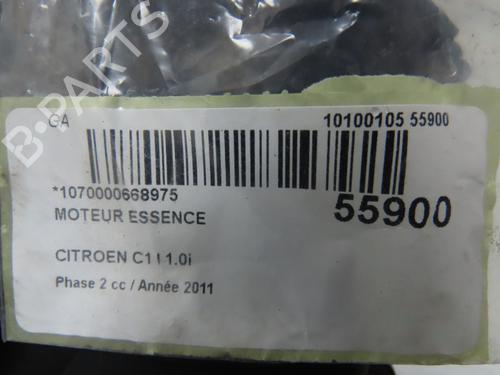 B-PARTS
GA 10100105 55900
*1070000668975
MOTEUR ESSENCE 55900
CITROEN C1 I 1.0i
Phase 2 cc / Année 2011